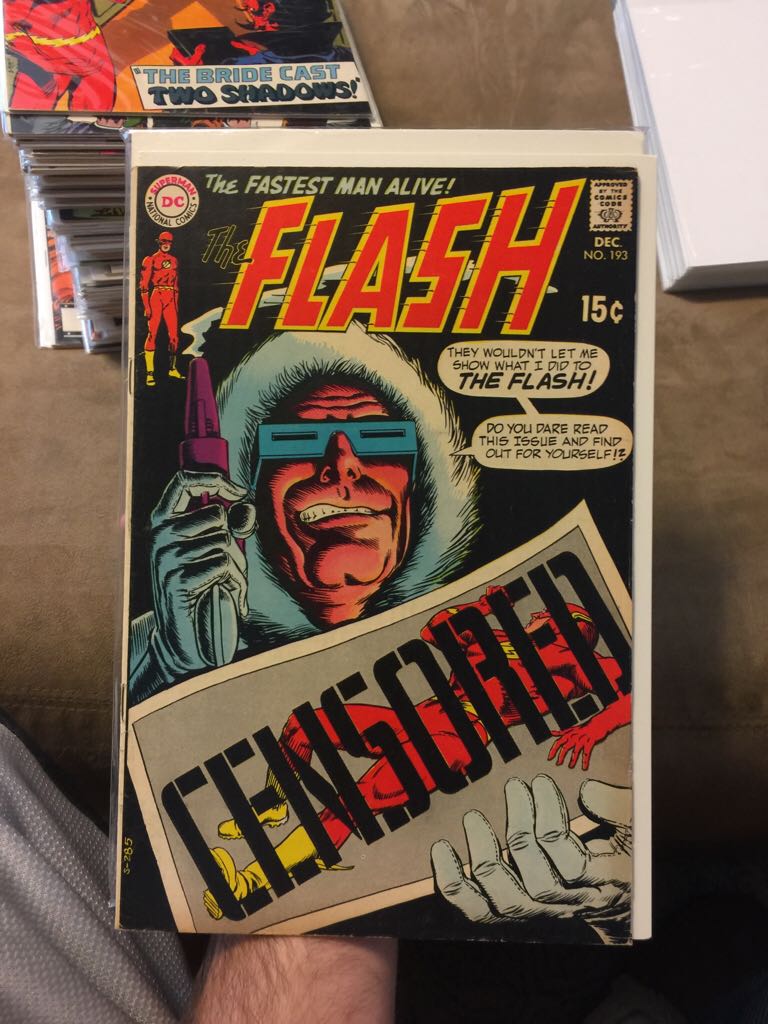 "THE BRIDE CAST
TWO SHADOWS!"
SUPERMAN
DC
NATIONAL COMICS
THE FASTEST MAN ALIVE!
The FLASH
APPROVED
BY THE
COMICS
CODE
CA
AUTHORITY
DEC.
NO. 193
15¢
THEY WOULDN'T LET ME
SHOW WHAT I DID TO
THE FLASH!
DO YOU DARE READ
THIS ISSUE AND FIND
OUT FOR YOURSELF!?
CENSORED
S-285